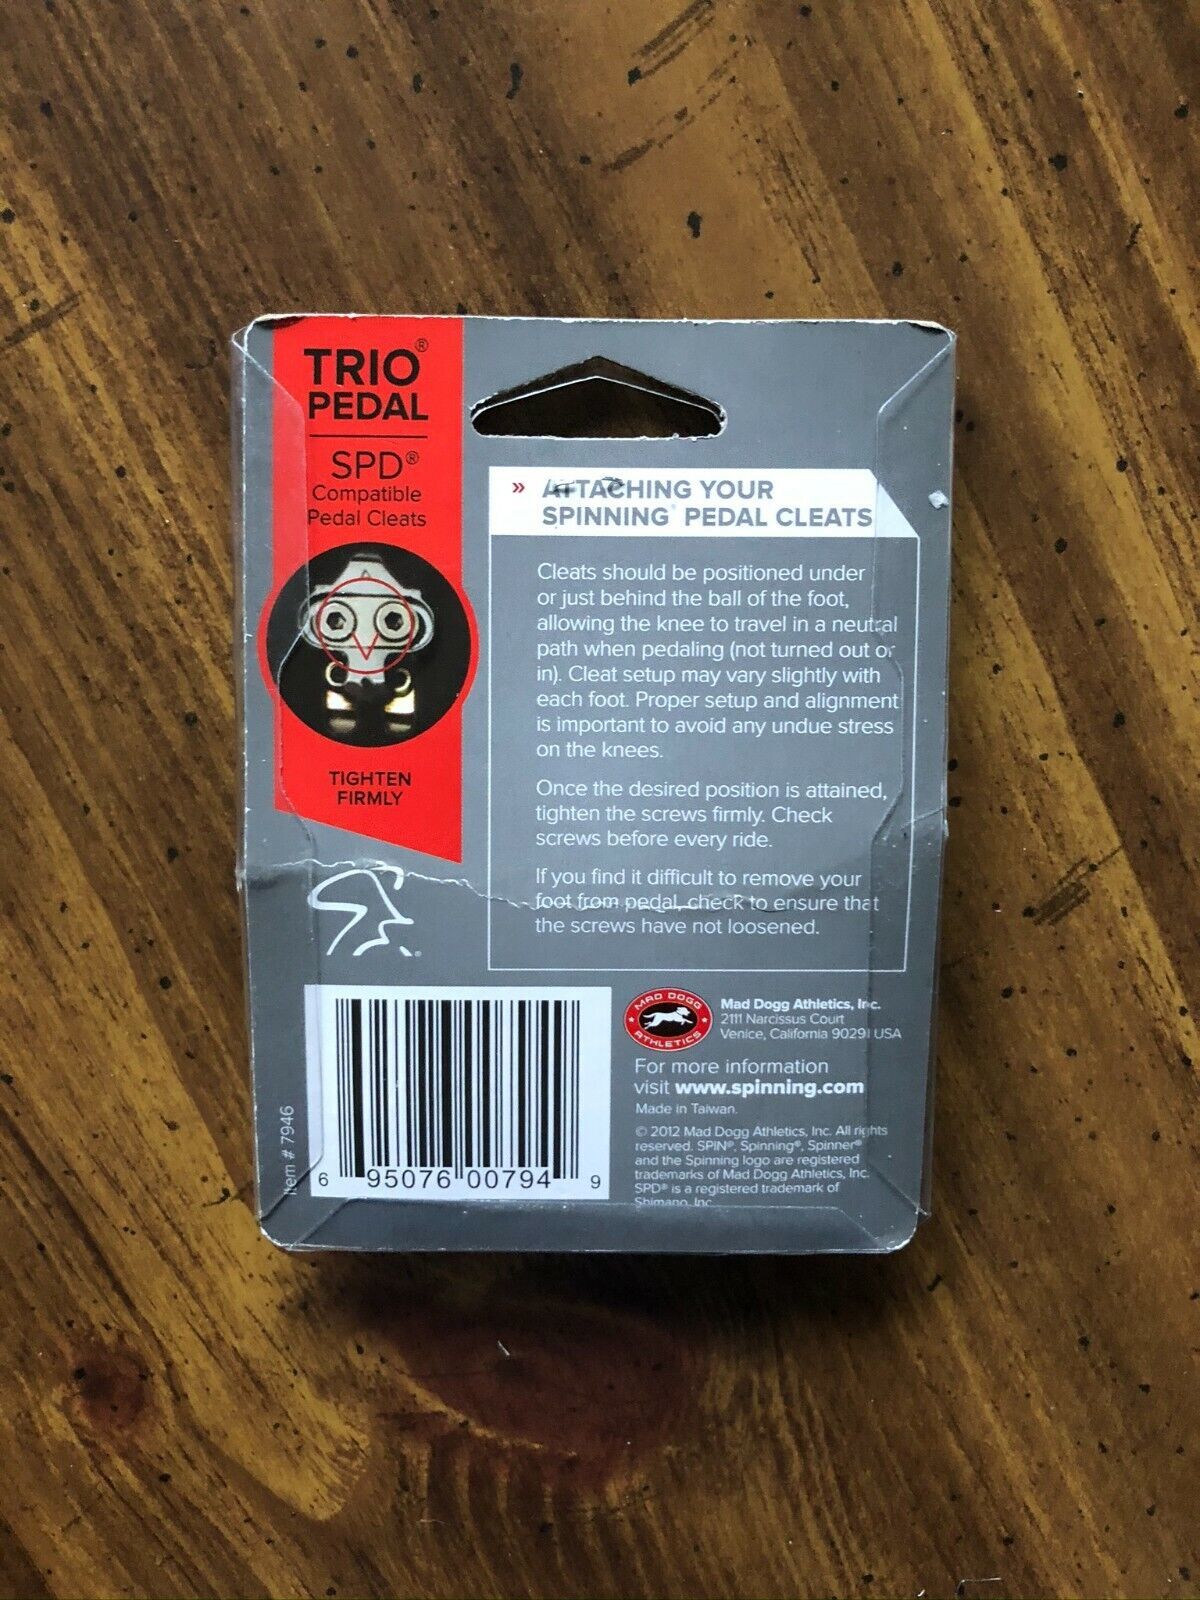 TRIO®
PEDAL
SPD®
Compatible
Pedal Cleats
TIGHTEN
FIRMLY
» ATTACHING YOUR
SPINNING® PEDAL CLEATS
Cleats should be positioned under
or just behind the ball of the foot,
allowing the knee to travel in a neutral
path when pedaling (not turned out or
in). Cleat setup may vary slightly with
each foot. Proper setup and alignment
is important to avoid any undue stress
on the knees.
Once the desired position is attained,
tighten the screws firmly. Check
screws before every ride.
If you find it difficult to remove your
foot from pedal, check to ensure that
the screws have not loosened.
Item # 7946
6 95076 00794 9
MAD DOGG
ATHLETICS
Mad Dogg Athletics, Inc.
2111 Narcissus Court
Venice, California 90291 USA
For more information
visit www.spinning.com
Made in Taiwan.
© 2012 Mad Dogg Athletics, Inc. All rights
reserved. SPIN®, Spinning®, Spinner®
and the Spinning logo are registered
trademarks of Mad Dogg Athletics, Inc.
SPD® is a registered trademark of
Shimano, Inc.